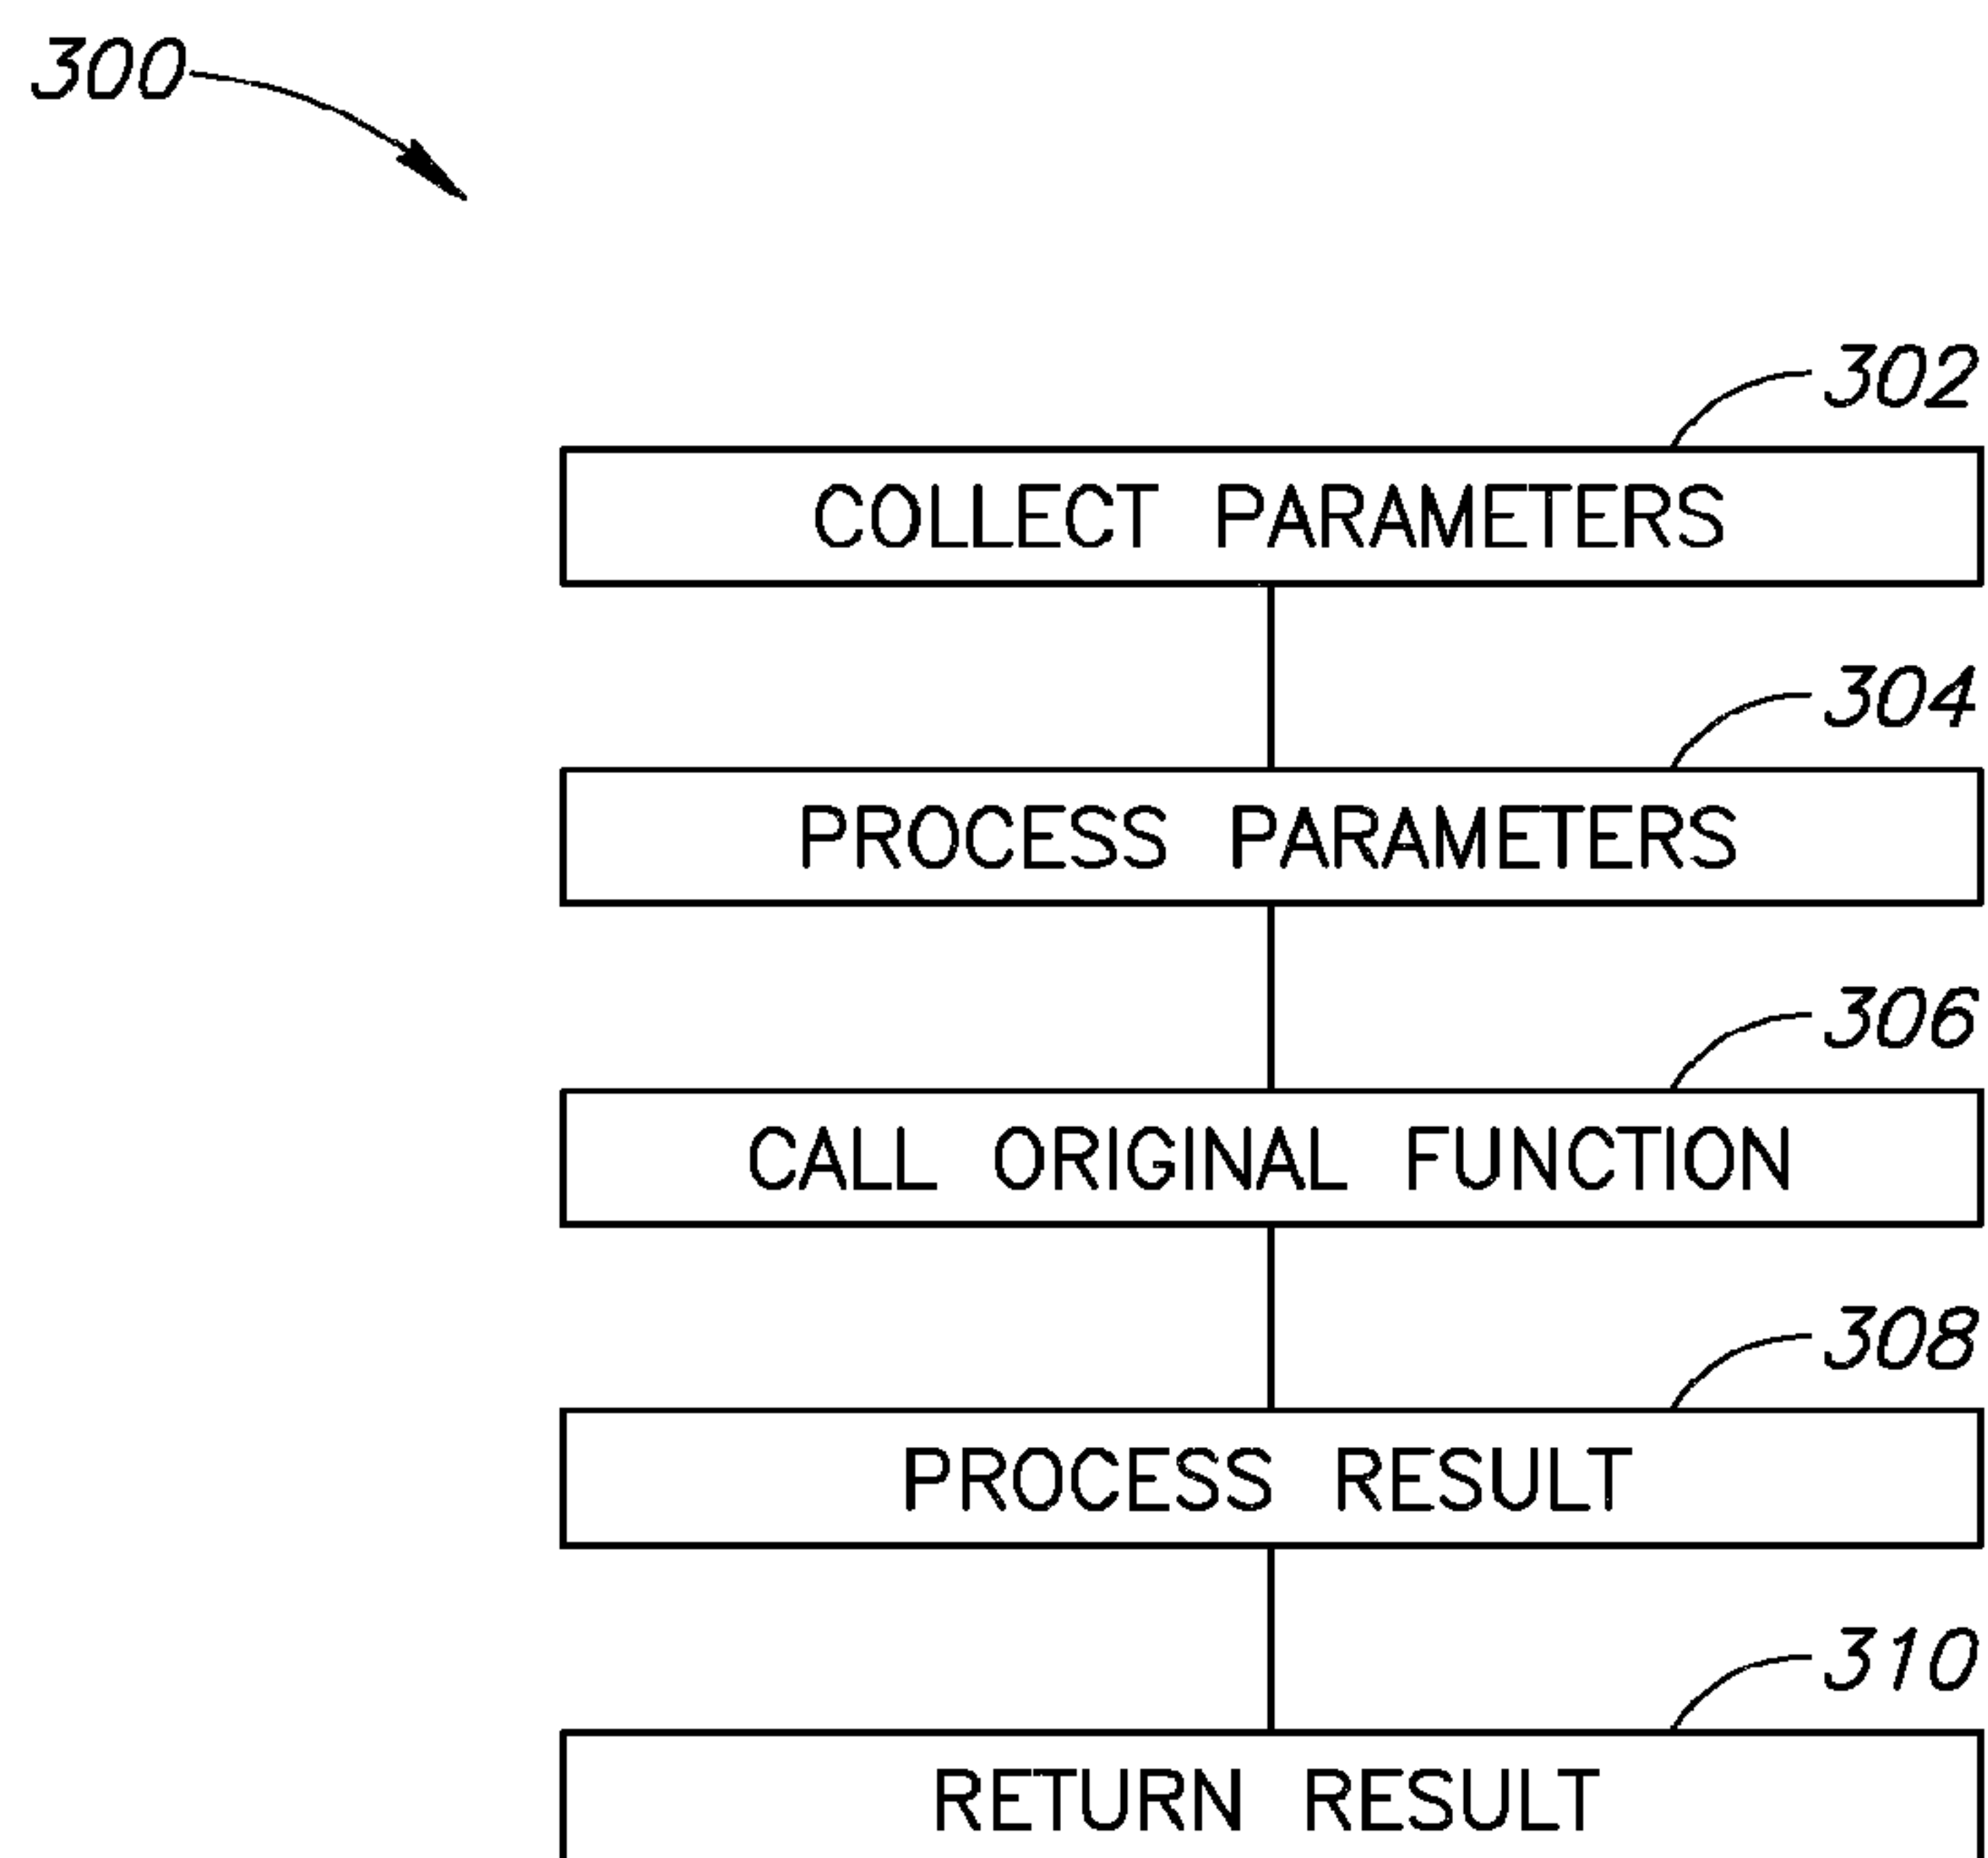 300
302
COLLECT PARAMETERS
304
PROCESS PARAMETERS
306
CALL ORIGINAL FUNCTION
308
PROCESS RESULT
310
RETURN RESULT